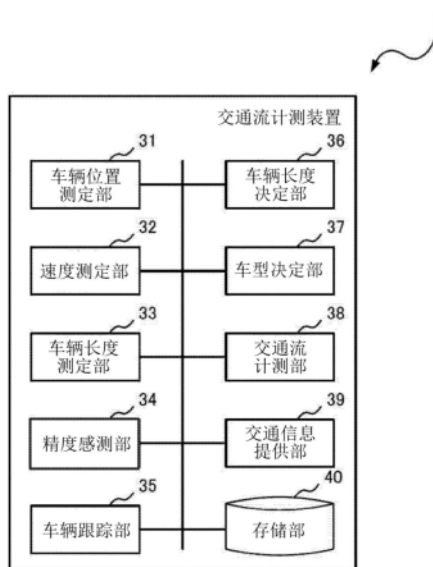 交通流计测装置
31
车辆位置
测定部
36
车辆长度
决定部
32
速度测定部
37
车型决定部
33
车辆长度
测定部
38
交通流
计测部
34
精度感测部
39
交通信息
提供部
35
车辆跟踪部
40
存储部